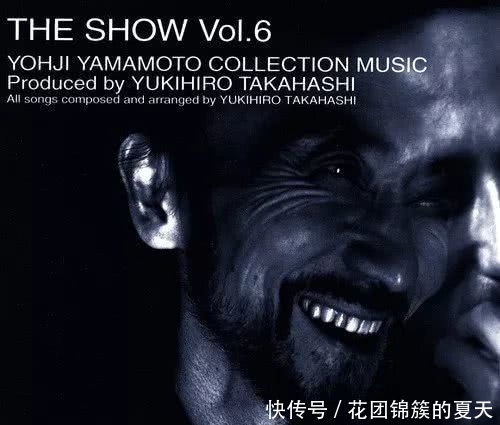 THE SHOW Vol.6
YOHJI YAMAMOTO COLLECTION MUSIC
Produced by YUKIHIRO TAKAHASHI
All songs composed and arranged by YUKIHIRO TAKAHASHI
快传号 / 花团锦簇的夏天